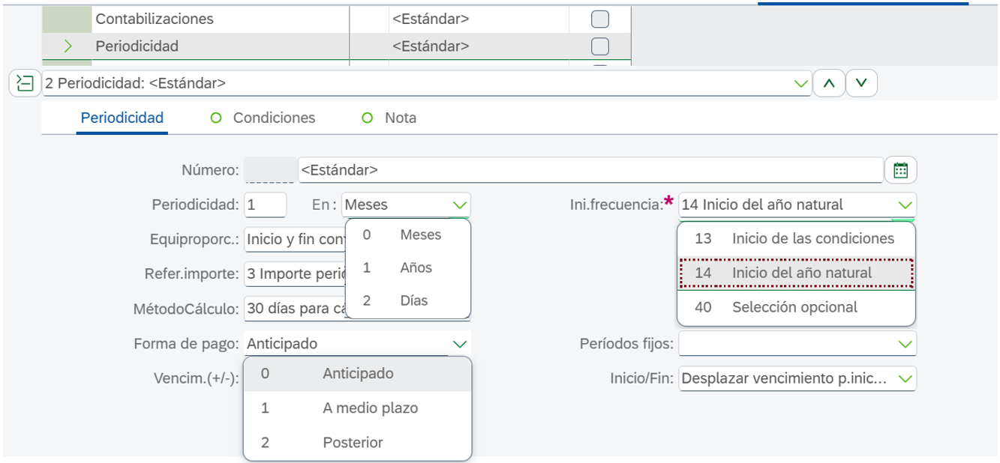 Contabilizaciones <Estándar>
Periodicidad <Estándar>
2 Periodicidad: <Estándar>
Periodicidad Condiciones Nota
Número: <Estándar>
Periodicidad: 1 En: Meses Ini.frecuencia:* 14 Inicio del año natural
0 Meses
1 Años
2 Días
13 Inicio de las condiciones
14 Inicio del año natural
40 Selección opcional
Equiproporc.: Inicio y fin con
Refer.importe: 3 Importe peri
MétodoCálculo: 30 días para c
Forma de pago: Anticipado Períodos fijos:
0 Anticipado
1 A medio plazo
2 Posterior
Vencim.(+/-): Inicio/Fin: Desplazar vencimiento p.inic...